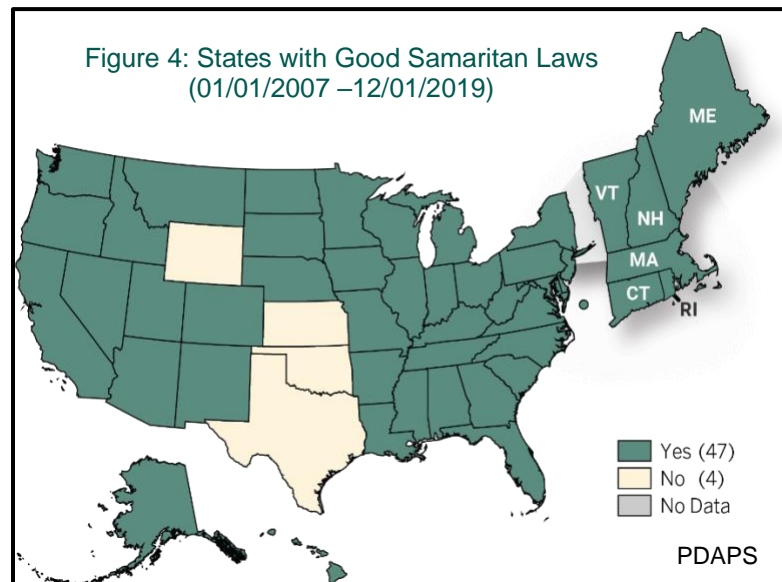 Figure 4: States with Good Samaritan Laws
(01/01/2007 –12/01/2019)
ME
VT
NH
MA
CT
RI
Yes (47)
No (4)
No Data
PDAPS